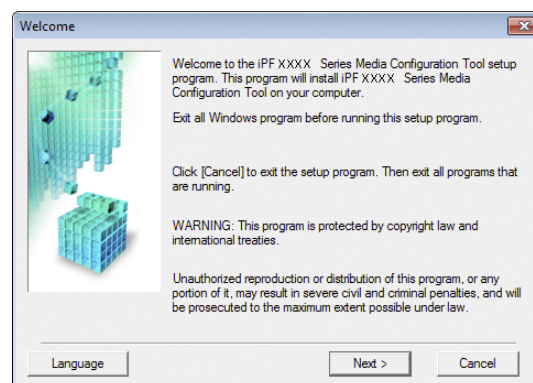 Welcome
Welcome to the iPF XXXX Series Media Configuration Tool setup
program. This program will install iPF XXXX Series Media
Configuration Tool on your computer.
Exit all Windows program before running this setup program.
Click [Cancel] to exit the setup program. Then exit all programs that
are running.
WARNING: This program is protected by copyright law and
international treaties.
Unauthorized reproduction or distribution of this program, or any
portion of it, may result in severe civil and criminal penalties, and will
be prosecuted to the maximum extent possible under law.
Language
Next >
Cancel